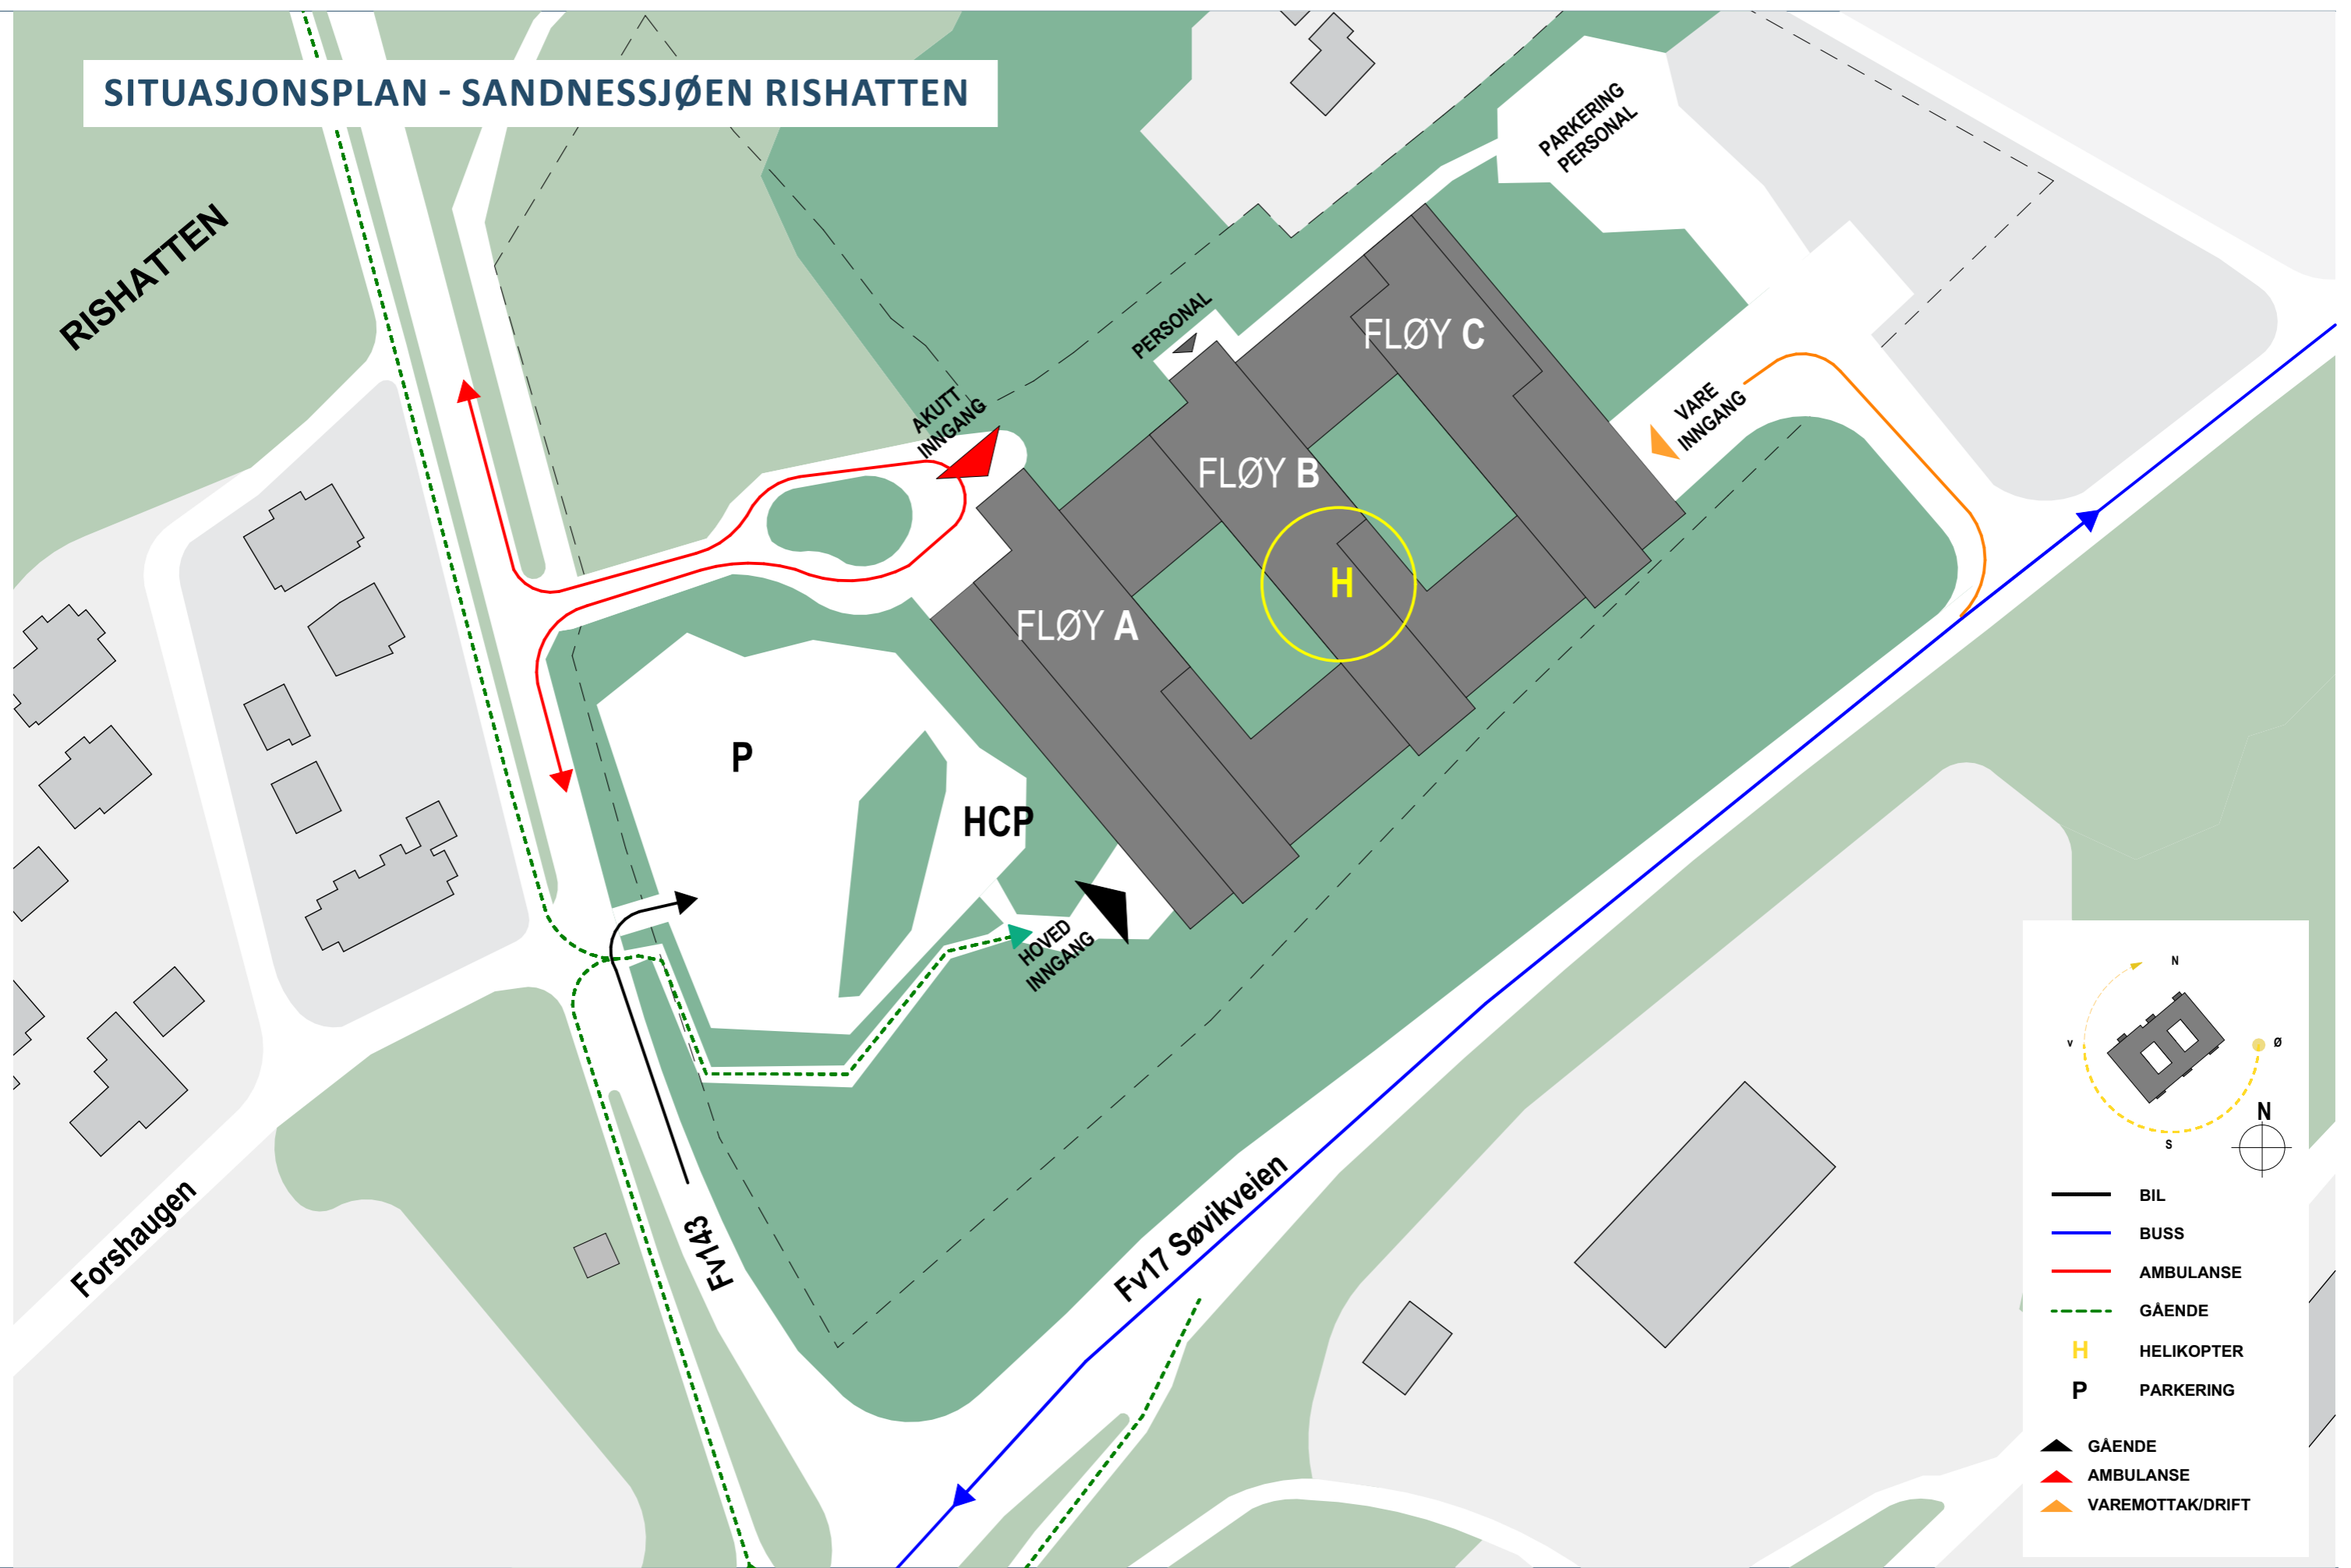 SITUASJONSPLAN - SANDNESSJØEN RISHATTEN
PARKERING
PERSONAL
RISHATTEN
PERSONAL
FLØY C
AKUTT
INNGANG
VARE
INNGANG
FLØY B
H
FLØY A
P
HCP
HOVED
INNGANG
Forshaugen
Fv143
Fv17 Søvikveien
N
V
Ø
S
N
BIL
BUSS
AMBULANSE
GÅENDE
H HELIKOPTER
P PARKERING
GÅENDE
AMBULANSE
VAREMOTTAK/DRIFT